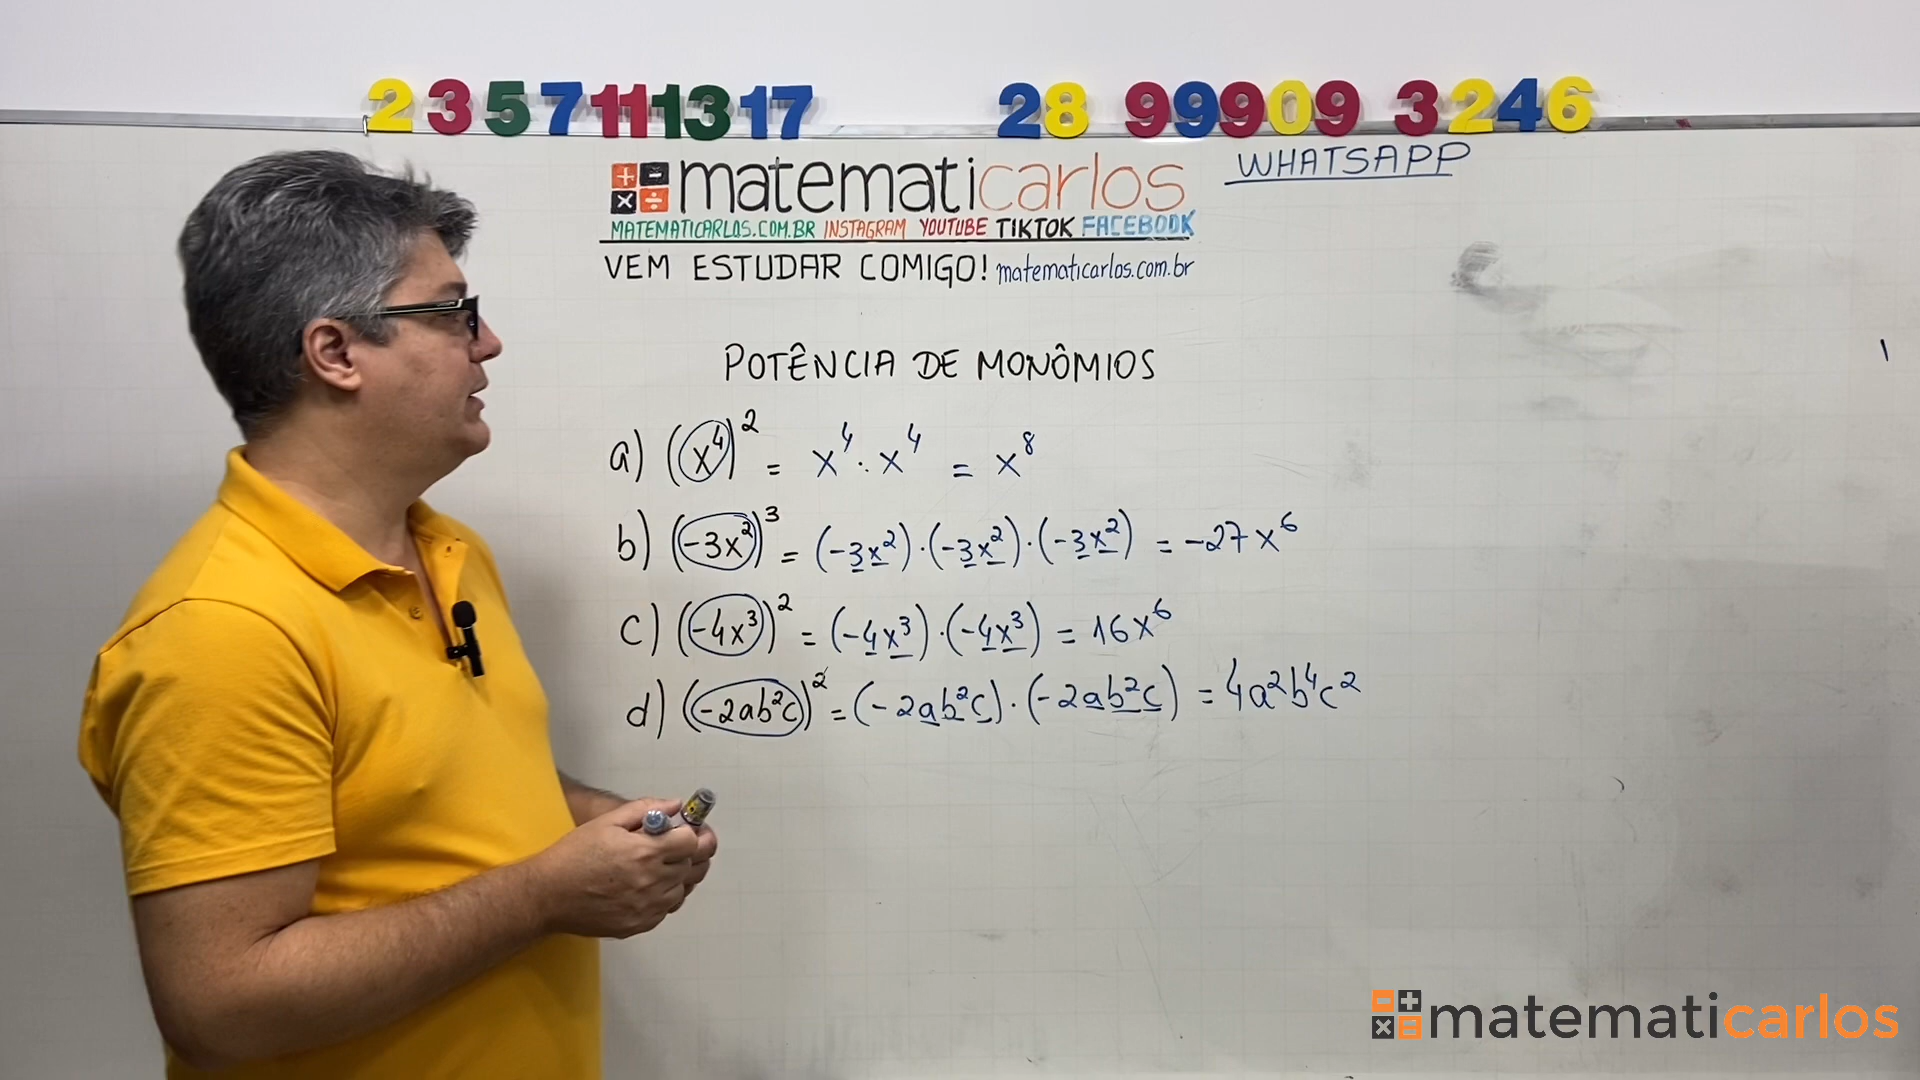 2 3 5 7 11 13 17 28 99909 3246
matematicarlos WHATSAPP
MATEMATICARLOS.COM.BR INSTAGRAM YOUTUBE TIKTOK FACEBOOK
VEM ESTUDAR COMIGO! matematicarlos.com.br
POTÊNCIA DE MONÔMIOS
a) (x⁴)² = x⁴ · x⁴ = x⁸
b) (-3x²)³ = (-3x²) · (-3x²) · (-3x²) = -27x⁶
c) (-4x³)² = (-4x³) · (-4x³) = 16x⁶
d) (-2ab²c)² = (-2ab²c) · (-2ab²c) = 4a²b⁴c²
matematicarlos